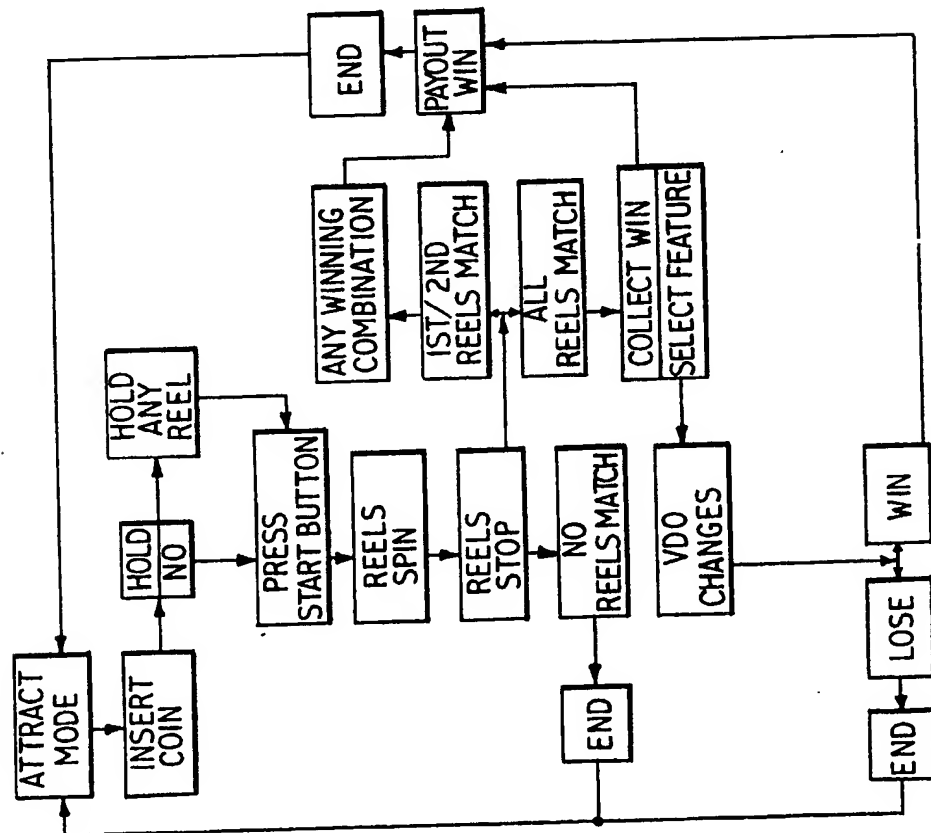 ATTRACT
MODE
INSERT
COIN
HOLD
NO
HOLD
ANY
REEL
PRESS
START BUTTON
REELS
SPIN
REELS
STOP
NO
REELS MATCH
END
ANY WINNING
COMBINATION
1ST/2ND
REELS MATCH
ALL
REELS MATCH
COLLECT WIN
SELECT FEATURE
PAYOUT
WIN
END
VDO
CHANGES
WIN
LOSE
END